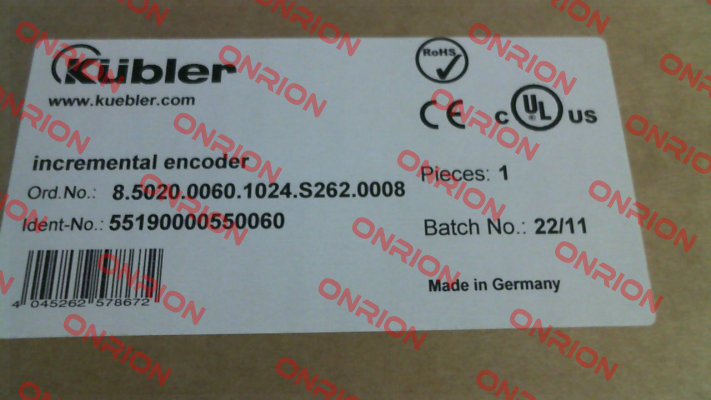 Kübler
www.kuebler.com
RoHS
CE
c UL US
incremental encoder
Pieces: 1
Ord.No.: 8.5020.0060.1024.S262.0008
Ident-No.: 55190000550060
Batch No.: 22/11
Made in Germany
4 045262 578672
ONRION